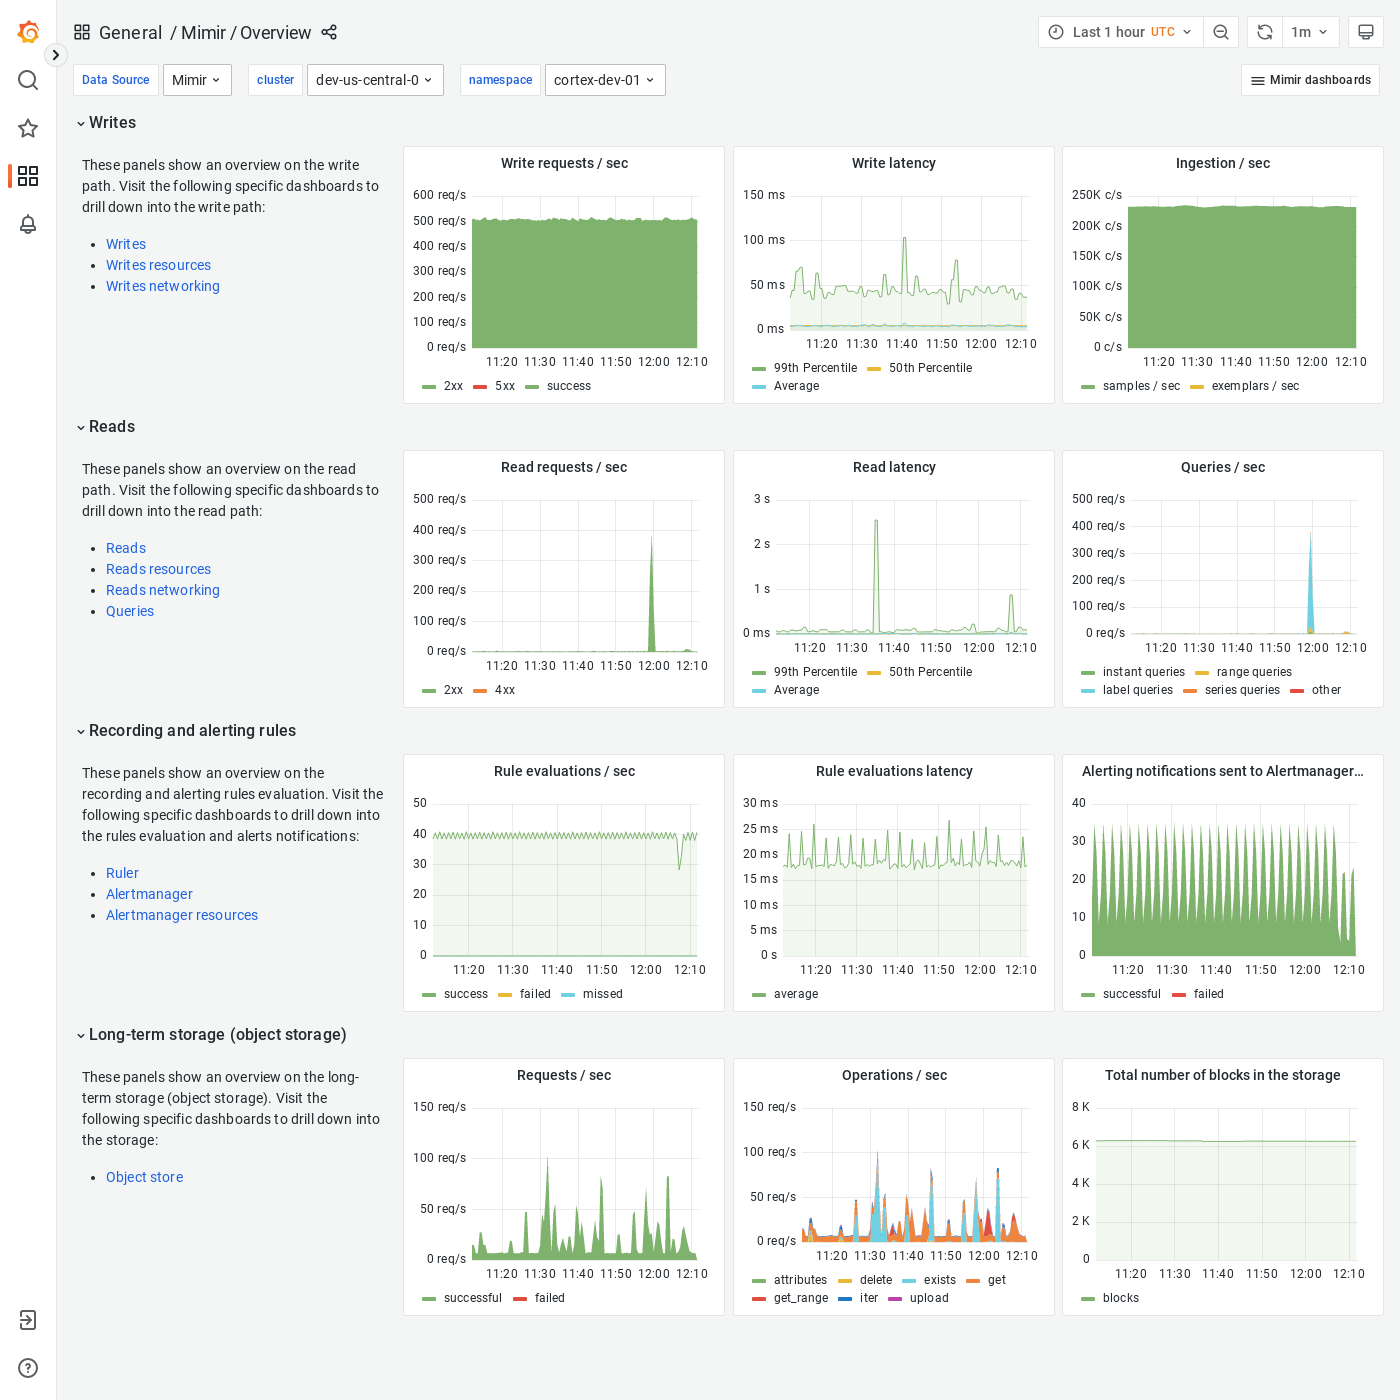 General / Mimir / Overview
Last 1 hour UTC
1m
Data Source Mimir cluster dev-us-central-0 namespace cortex-dev-01
Mimir dashboards
Writes
These panels show an overview on the write
path. Visit the following specific dashboards to
drill down into the write path:
• Writes
• Writes resources
• Writes networking
Write requests / sec
600 req/s
500 req/s
400 req/s
300 req/s
200 req/s
100 req/s
0 req/s
11:20 11:30 11:40 11:50 12:00 12:10
2xx 5xx success
Write latency
150 ms
100 ms
50 ms
0 ms
11:20 11:30 11:40 11:50 12:00 12:10
99th Percentile 50th Percentile
Average
Ingestion / sec
250K c/s
200K c/s
150K c/s
100K c/s
50K c/s
0 c/s
11:20 11:30 11:40 11:50 12:00 12:10
samples / sec exemplars / sec
Reads
These panels show an overview on the read
path. Visit the following specific dashboards to
drill down into the read path:
• Reads
• Reads resources
• Reads networking
• Queries
Read requests / sec
500 req/s
400 req/s
300 req/s
200 req/s
100 req/s
0 req/s
11:20 11:30 11:40 11:50 12:00 12:10
2xx 4xx
Read latency
3 s
2 s
1 s
0 ms
11:20 11:30 11:40 11:50 12:00 12:10
99th Percentile 50th Percentile
Average
Queries / sec
500 req/s
400 req/s
300 req/s
200 req/s
100 req/s
0 req/s
11:20 11:30 11:40 11:50 12:00 12:10
instant queries range queries
label queries series queries other
Recording and alerting rules
These panels show an overview on the
recording and alerting rules evaluation. Visit the
following specific dashboards to drill down into
the rules evaluation and alerts notifications:
• Ruler
• Alertmanager
• Alertmanager resources
Rule evaluations / sec
50
40
30
20
10
0
11:20 11:30 11:40 11:50 12:00 12:10
success failed missed
Rule evaluations latency
30 ms
25 ms
20 ms
15 ms
10 ms
5 ms
0 s
11:20 11:30 11:40 11:50 12:00 12:10
average
Alerting notifications sent to Alertmanager...
40
30
20
10
0
11:20 11:30 11:40 11:50 12:00 12:10
successful failed
Long-term storage (object storage)
These panels show an overview on the long-
term storage (object storage). Visit the
following specific dashboards to drill down into
the storage:
• Object store
Requests / sec
150 req/s
100 req/s
50 req/s
0 req/s
11:20 11:30 11:40 11:50 12:00 12:10
successful failed
Operations / sec
150 req/s
100 req/s
50 req/s
0 req/s
11:20 11:30 11:40 11:50 12:00 12:10
attributes delete exists get
get_range iter upload
Total number of blocks in the storage
8 K
6 K
4 K
2 K
0
11:20 11:30 11:40 11:50 12:00 12:10
blocks